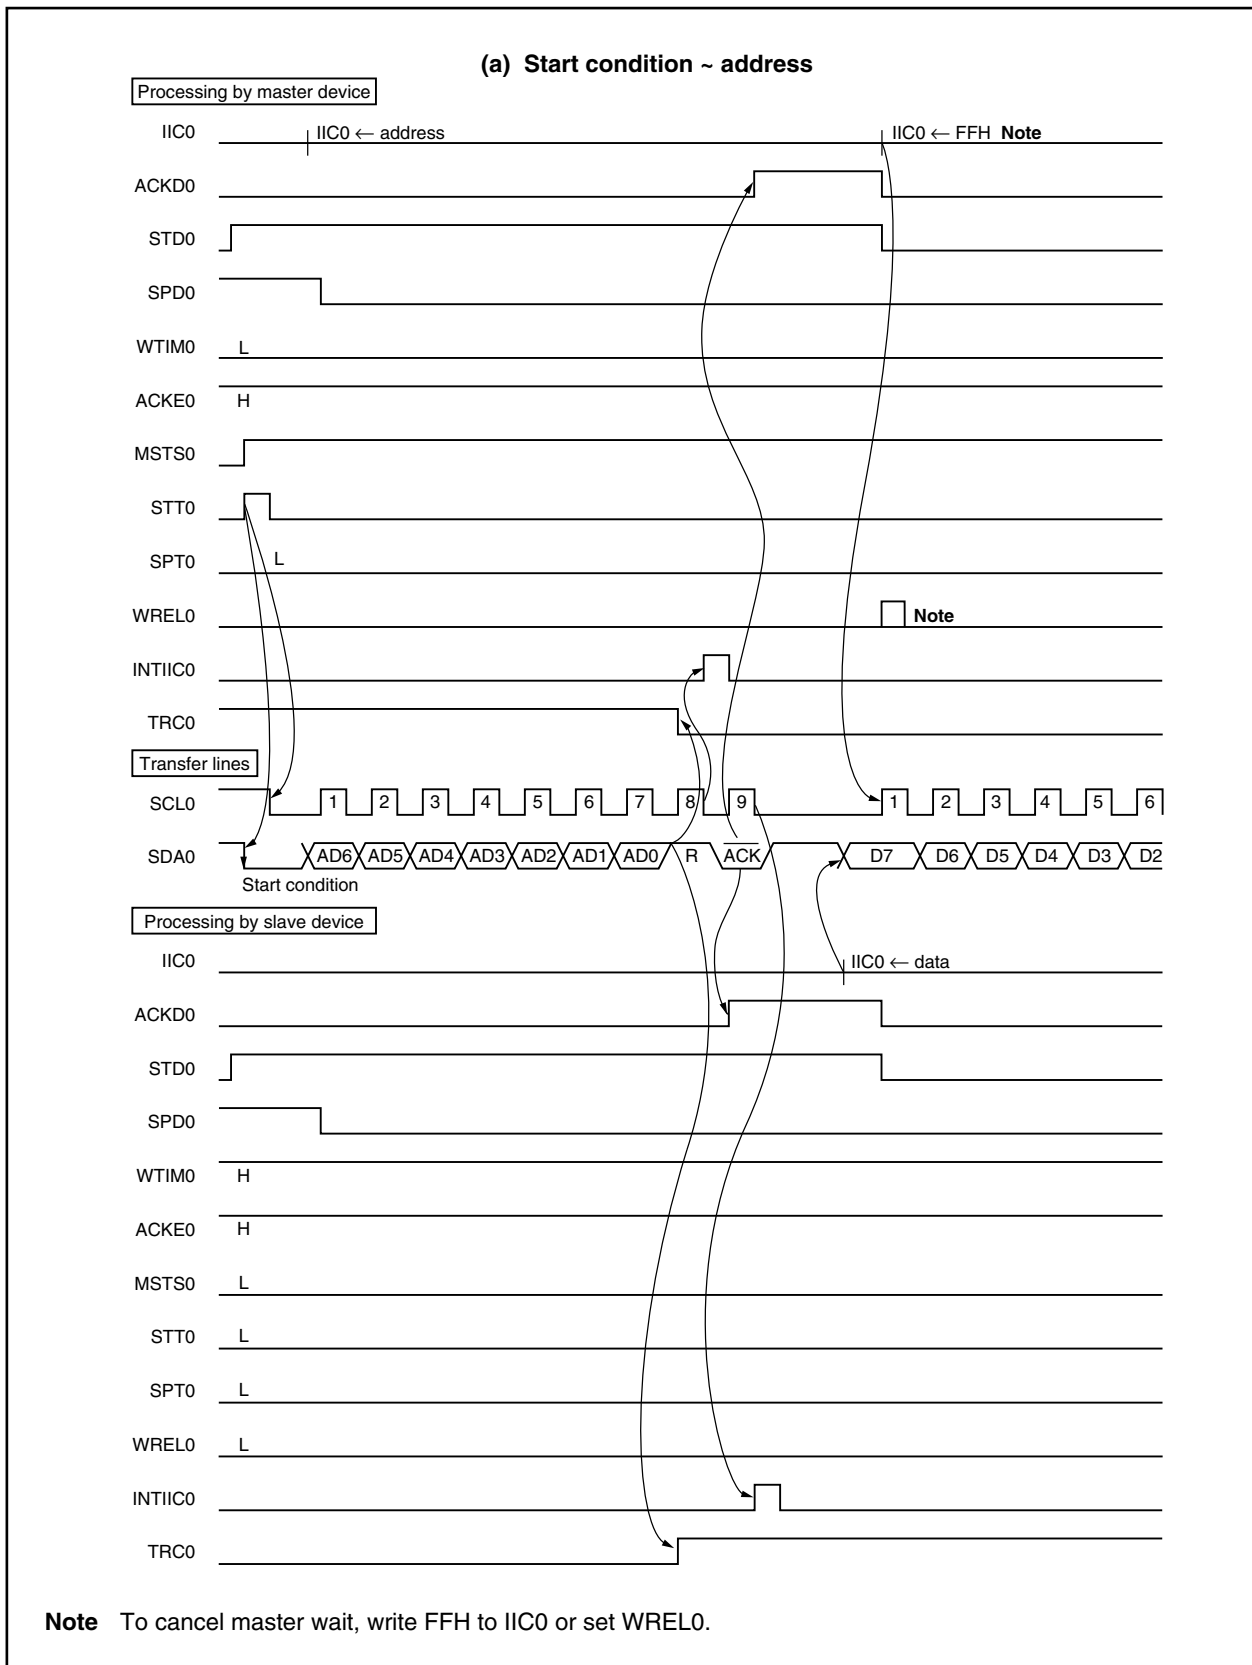 (a) Start condition ~ address
Processing by master device
IIC0 IIC0 ← address IIC0 ← FFH Note
ACKD0
STD0
SPD0
WTIM0 L
ACKE0 H
MSTS0
STT0
SPT0 L
WREL0 Note
INTIIC0
TRC0
Transfer lines
SCL0 1 2 3 4 5 6 7 8 9 1 2 3 4 5 6
SDA0 AD6 AD5 AD4 AD3 AD2 AD1 AD0 R A̅C̅K̅ D7 D6 D5 D4 D3 D2
Start condition
Processing by slave device
IIC0 IIC0 ← data
ACKD0
STD0
SPD0
WTIM0 H
ACKE0 H
MSTS0 L
STT0 L
SPT0 L
WREL0 L
INTIIC0
TRC0
Note To cancel master wait, write FFH to IIC0 or set WREL0.